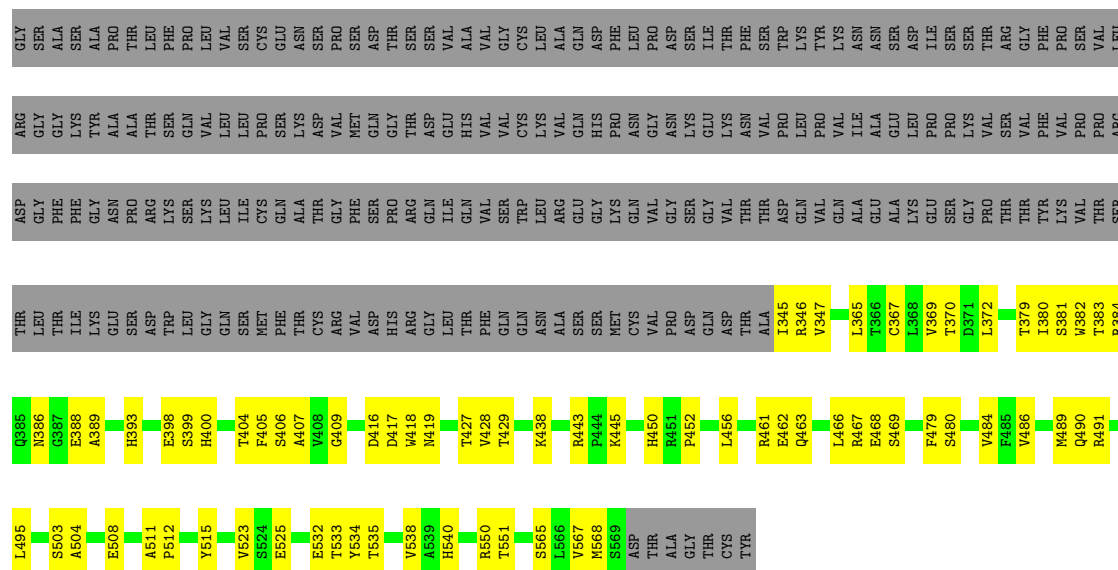 GLY SER ALA SER ALA PRO THR LEU PHE PRO LEU VAL SER CYS GLU ASN SER PRO SER ASP THR SER SER VAL ALA VAL GLY CYS LEU ALA GLN ASP PHE LEU PRO ASP SER ILE THR PHE SER TRP LYS TYR LYS ASN ASN SER ASP ILE SER SER THR ARG GLY PHE PRO SER VAL LEU
ARG GLY GLY LYS TYR ALA ALA THR SER GLN VAL LEU LEU PRO SER LYS ASP VAL MET GLN GLY THR ASP GLU HIS VAL VAL CYS LYS VAL GLN HIS PRO ASN GLY ASN LYS GLU LYS ASN VAL PRO LEU PRO VAL ILE ALA GLU LEU PRO PRO LYS VAL SER VAL PHE VAL PRO PRO ARG
ASP GLY PHE PHE GLY ASN PRO ARG LYS SER LYS LEU ILE CYS GLN ALA THR GLY PHE SER PRO ARG GLN ILE GLN VAL SER TRP LEU ARG GLU GLY LYS GLN VAL GLY SER GLY VAL THR THR ASP GLN VAL GLN ALA GLU ALA LYS GLU SER GLY PRO THR THR TYR LYS VAL THR SER
THR LEU THR ILE LYS GLU SER ASP TRP LEU GLY GLN SER MET PHE THR CYS ARG VAL ASP HIS ARG GLY LEU THR PHE GLN GLN ASN ALA SER SER MET CYS VAL PRO ASP GLN ASP THR ALA I345 R346 V347 L365 T366 C367 L368 V369 T370 D371 L372 T379 I380 S381 W382 T383 R384
Q385 N386 G387 E388 A389 H393 E398 S399 H400 T404 F405 S406 A407 V408 G409 D416 D417 W418 N419 T427 V428 T429 K438 R443 P444 K445 H450 R451 P452 L456 R461 E462 Q463 L466 R467 E468 S469 F479 S480 V484 F485 V486 M489 Q490 R491
L495 S503 A504 E508 A511 P512 Y515 V523 S524 E525 E532 T533 Y534 T535 V538 A539 H540 R550 T551 S565 L566 V567 M568 S569 ASP THR ALA GLY THR CYS TYR